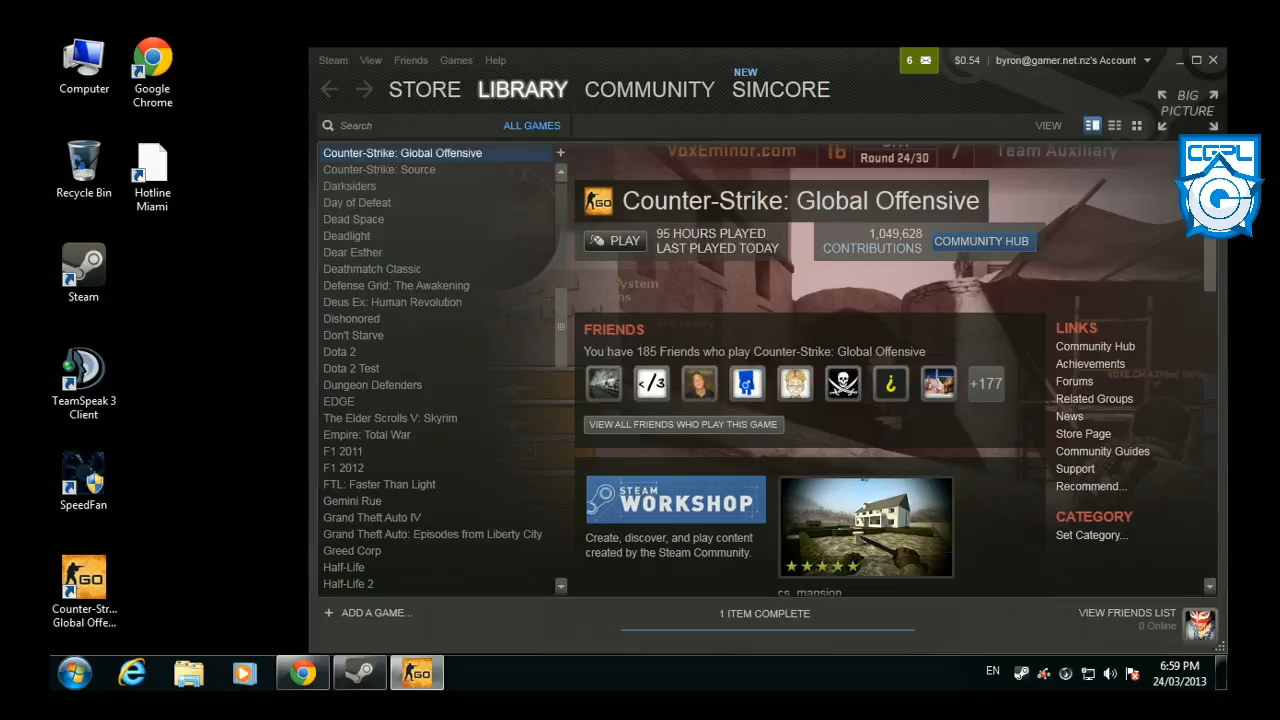 Computer
Google
Chrome
Recycle Bin
Hotline
Miami
Steam
TeamSpeak 3
Client
SpeedFan
Counter-Str...
Global Offe...
Steam View Friends Games Help
6 $0.54 byron@gamer.net.nz's Account
STORE LIBRARY COMMUNITY NEW SIMCORE
BIG
PICTURE
Search ALL GAMES VIEW
CGPL
G
Counter-Strike: Global Offensive +
Counter-Strike: Source
Darksiders
Day of Defeat
Dead Space
Deadlight
Dear Esther
Deathmatch Classic
Defense Grid: The Awakening
Deus Ex: Human Revolution
Dishonored
Don't Starve
Dota 2
Dota 2 Test
Dungeon Defenders
EDGE
The Elder Scrolls V: Skyrim
Empire: Total War
F1 2011
F1 2012
FTL: Faster Than Light
Gemini Rue
Grand Theft Auto IV
Grand Theft Auto: Episodes from Liberty City
Greed Corp
Half-Life
Half-Life 2
+ ADD A GAME...
VoxEminor.com 16 Round 24/30 7 Team Auxiliary
GO Counter-Strike: Global Offensive
PLAY
95 HOURS PLAYED
LAST PLAYED TODAY
1,049,628
CONTRIBUTIONS
COMMUNITY HUB
System
FRIENDS
You have 185 Friends who play Counter-Strike: Global Offensive
</3
+177
VIEW ALL FRIENDS WHO PLAY THIS GAME
STEAM
WORKSHOP
Create, discover, and play content
created by the Steam Community.
cs_mansion
LINKS
Community Hub
Achievements
Forums
Related Groups
News
Store Page
Community Guides
Support
Recommend...
CATEGORY
Set Category...
1 ITEM COMPLETE
VIEW FRIENDS LIST
0 Online
GO
GO
EN
6:59 PM
24/03/2013